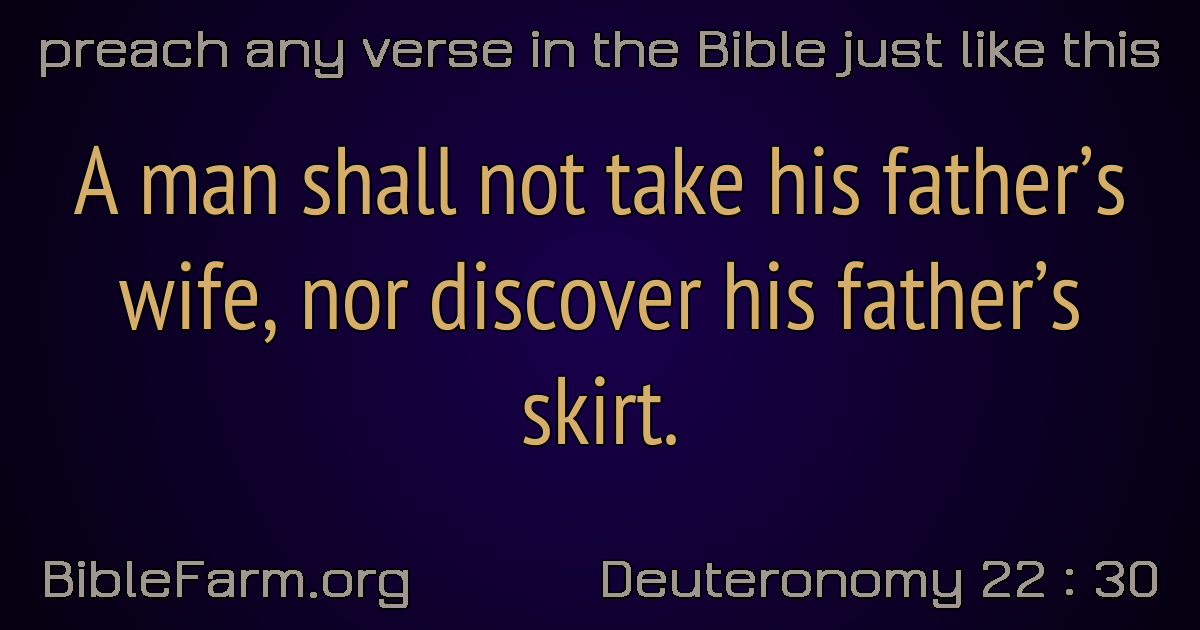 preach any verse in the Bible just like this
A man shall not take his father’s
wife, nor discover his father’s
skirt.
BibleFarm.org
Deuteronomy 22 : 30